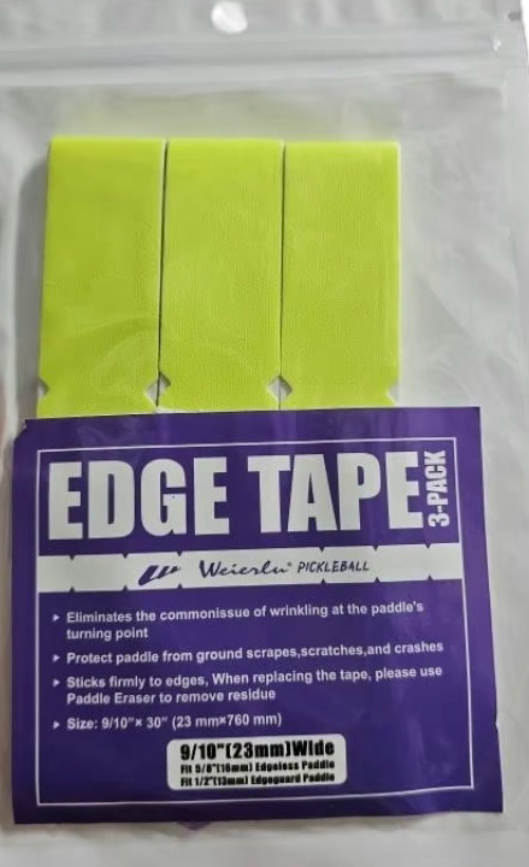 EDGE TAPE 3-PACK
Weierlu PICKLEBALL
▸ Eliminates the commonissue of wrinkling at the paddle's
turning point
▸ Protect paddle from ground scrapes,scratches,and crashes
▸ Sticks firmly to edges, When replacing the tape, please use
Paddle Eraser to remove residue
▸ Size: 9/10"× 30" (23 mm×760 mm)
9/10"(23mm)Wide
Fit 5/8"(16mm) Edgeless Paddle
Fit 1/2"(13mm) Edgeguard Paddle